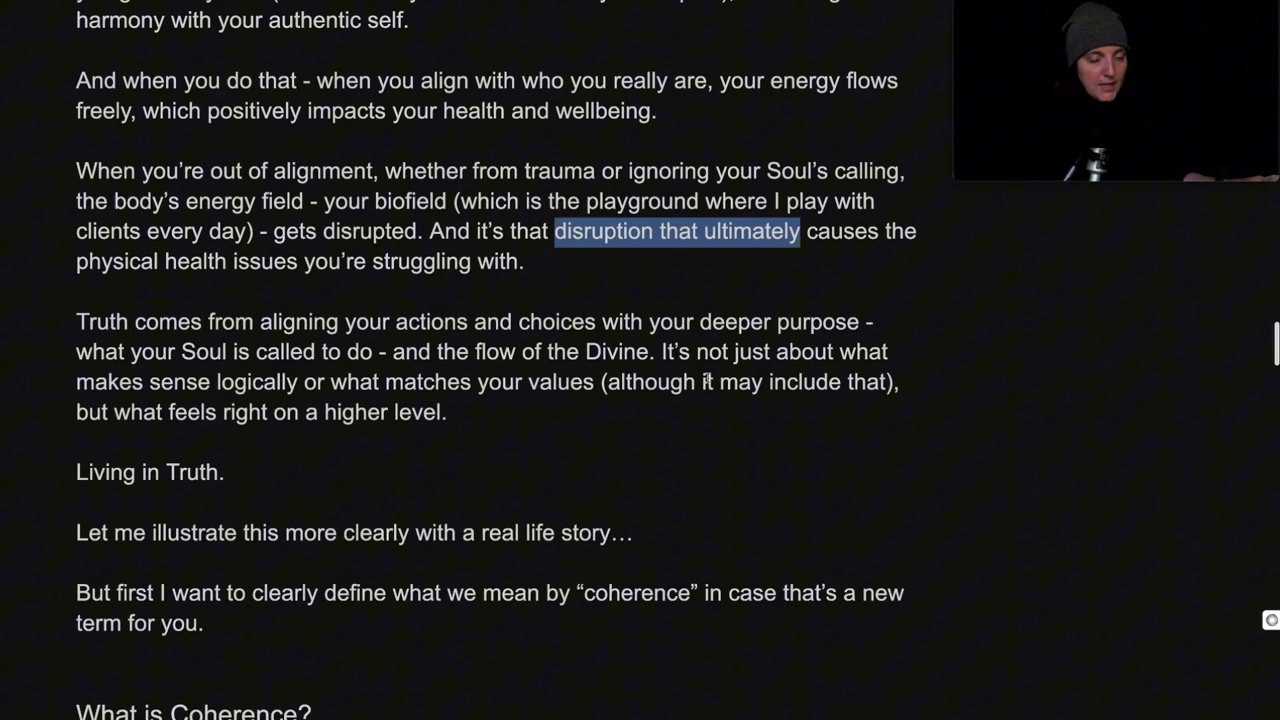 harmony with your authentic self.
And when you do that - when you align with who you really are, your energy flows
freely, which positively impacts your health and wellbeing.
When you’re out of alignment, whether from trauma or ignoring your Soul’s calling,
the body’s energy field - your biofield (which is the playground where I play with
clients every day) - gets disrupted. And it’s that disruption that ultimately causes the
physical health issues you’re struggling with.
Truth comes from aligning your actions and choices with your deeper purpose -
what your Soul is called to do - and the flow of the Divine. It’s not just about what
makes sense logically or what matches your values (although it may include that),
but what feels right on a higher level.
Living in Truth.
Let me illustrate this more clearly with a real life story…
But first I want to clearly define what we mean by “coherence” in case that’s a new
term for you.
What is Coherence?